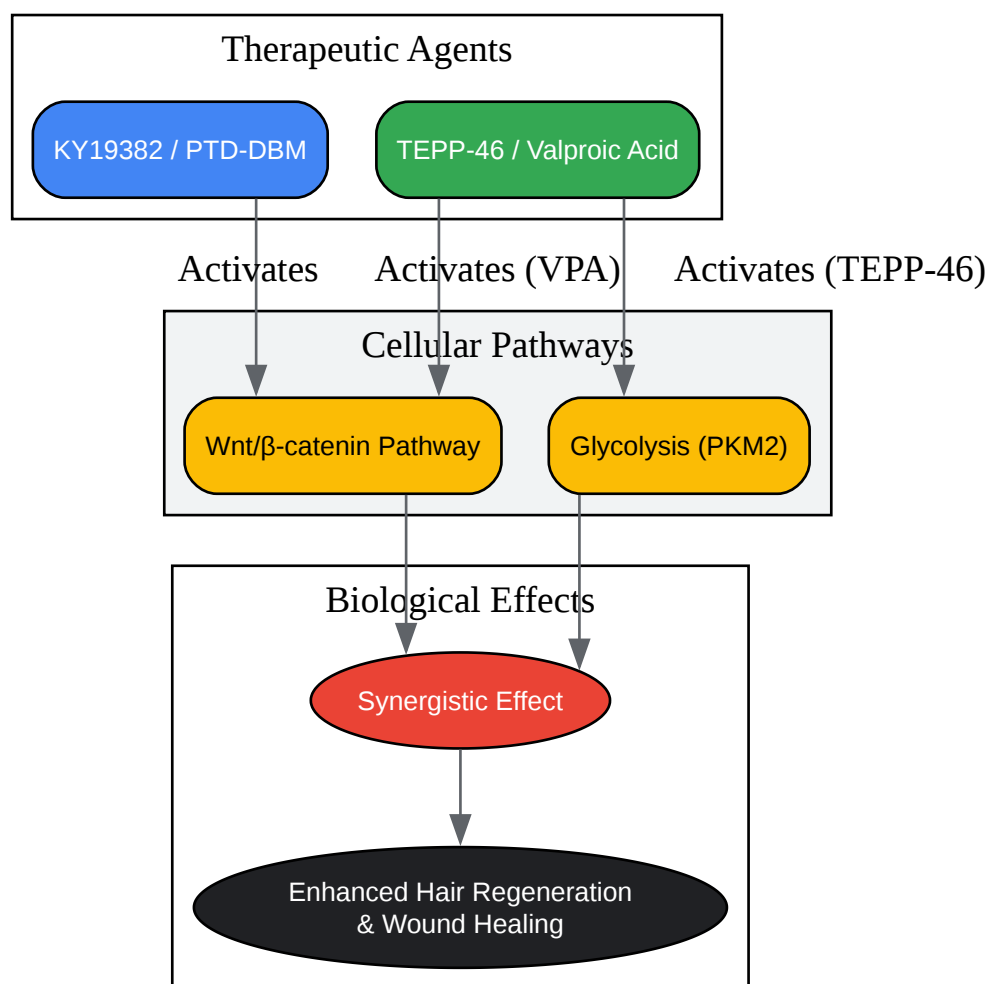 Therapeutic Agents
KY19382 / PTD-DBM
TEPP-46 / Valproic Acid
Activates
Activates (VPA)
Activates (TEPP-46)
Cellular Pathways
Wnt/β-catenin Pathway
Glycolysis (PKM2)
Biological Effects
Synergistic Effect
Enhanced Hair Regeneration
& Wound Healing